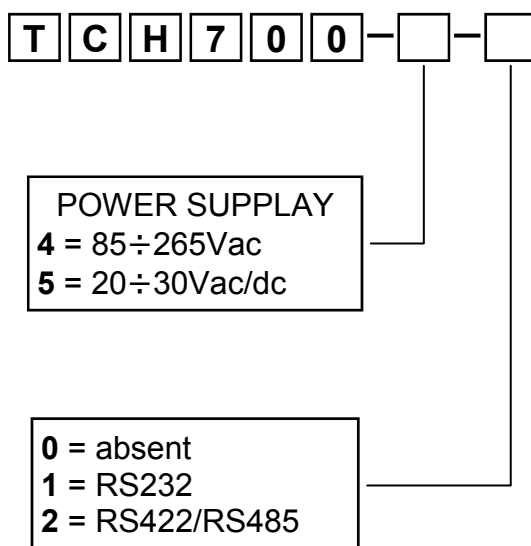 TCH700--
POWER SUPPLAY
4 = 85÷265Vac
5 = 20÷30Vac/dc
0 = absent
1 = RS232
2 = RS422/RS485